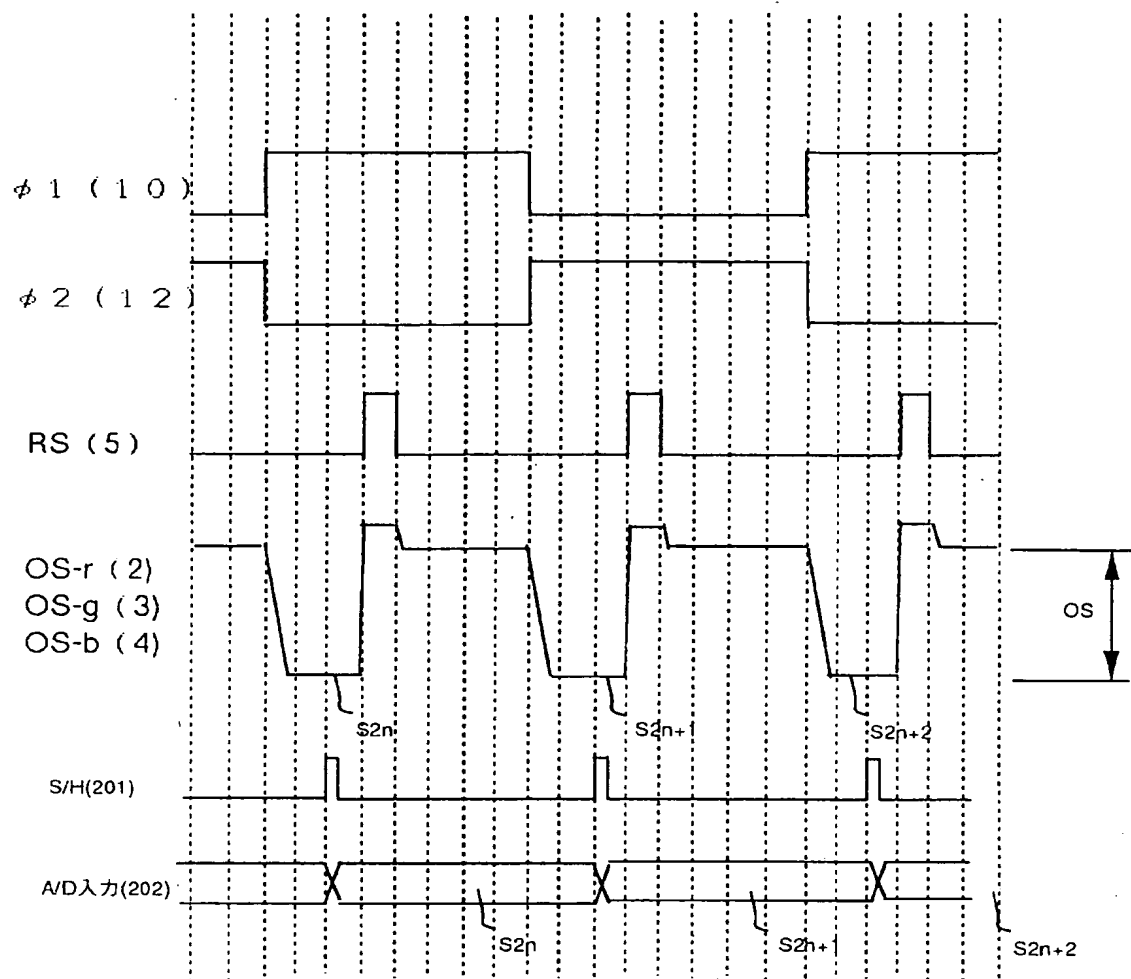 φ1(10)
φ2(12)
RS(5)
OS-r(2)
OS-g(3)
OS-b(4)
OS
S2n
S2n+1
S2n+2
S/H(201)
A/D入力(202)
S2n
S2n+1
S2n+2